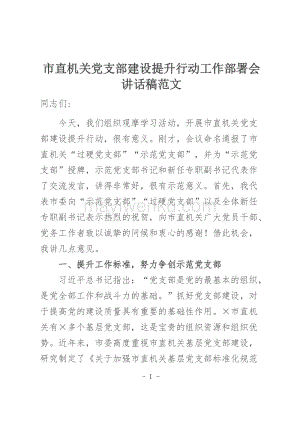 市直机关党支部建设提升行动工作部署会
讲话稿范文
同志们：
今天，我们组织观摩学习活动，开展市直机关党支
部建设提升行动，很有意义。刚才，会议命名通报了市
直机关“过硬党支部”“示范党支部”，并为“示范党
支部”授牌，示范党支部书记和新任专职副书记代表作
了交流发言，讲得非常好，很有示范意义。首先，我代
表市委向“示范党支部”“过硬党支部”以及全体新任
专职副书记表示热烈的祝贺，向市直机关广大党员干部、
党务工作者致以诚挚的问候和衷心的感谢！借此机会，
我讲几点意见。
一、提升工作标准，努力争创示范党支部
习近平总书记指出：“党支部是党的最基本的组织，
是党全部工作和战斗力的基础。”抓好党支部建设，对
于提高党的建设质量具有重要的基础性作用。×市直机
关有×多个基层党支部，这是宝贵的组织资源和组织优
势。近年来，市委高度重视市直机关基层党支部建设，
研究制定了《关于加强市直机关基层党支部标准化规范
- 1 -